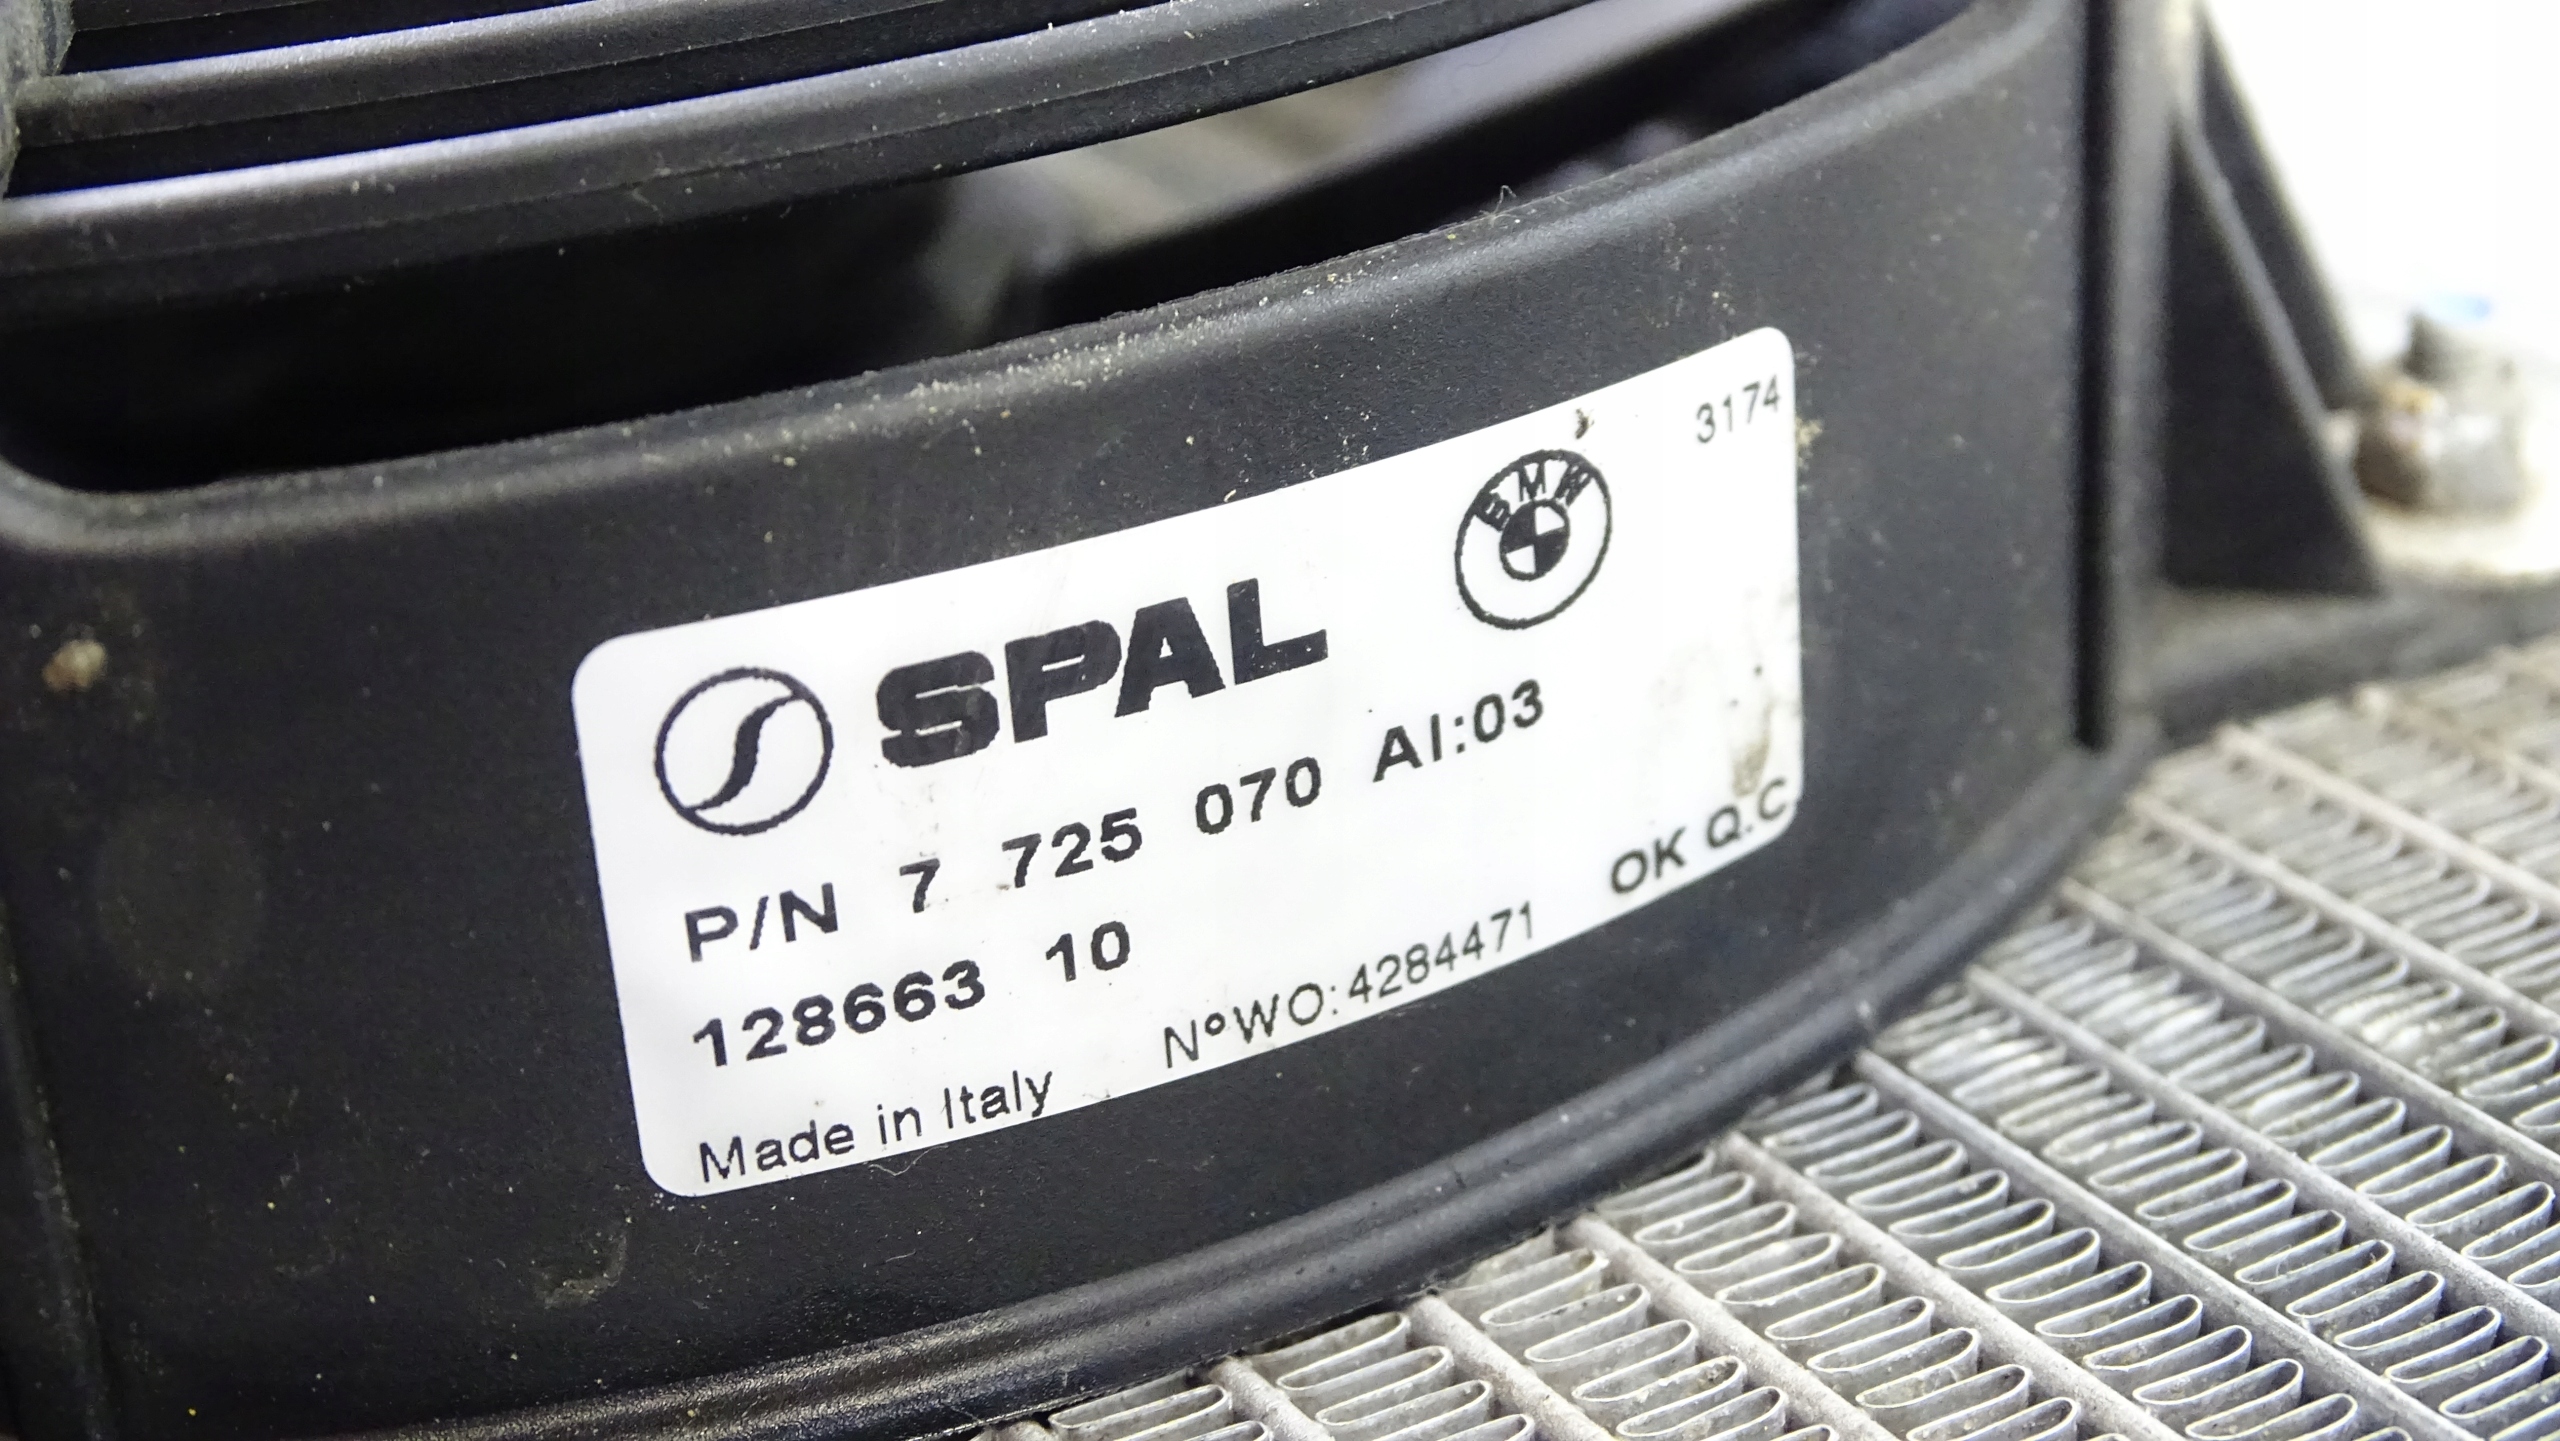 3174
BMW
SPAL
P/N 7 725 070 AI:03
128663 10
OK Q.C
Made in Italy N°WO:4284471